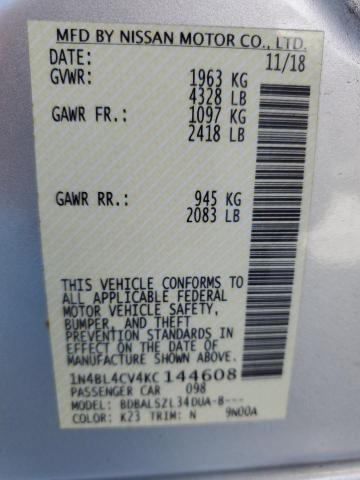 MFD BY NISSAN MOTOR CO., LTD.
DATE: 11/18
GVWR: 1963 KG
4328 LB
GAWR FR.: 1097 KG
2418 LB
GAWR RR.: 945 KG
2083 LB
THIS VEHICLE CONFORMS TO
ALL APPLICABLE FEDERAL
MOTOR VEHICLE SAFETY,
BUMPER, AND THEFT
PREVENTION STANDARDS
IN EFFECT ON THE DATE OF
MANUFACTURE SHOWN ABOVE.
1N4BL4CV4KC144608
PASSENGER CAR 098
MODEL: BDBALSZL34DUA-B---
COLOR: K23 TRIM: N 9N00A